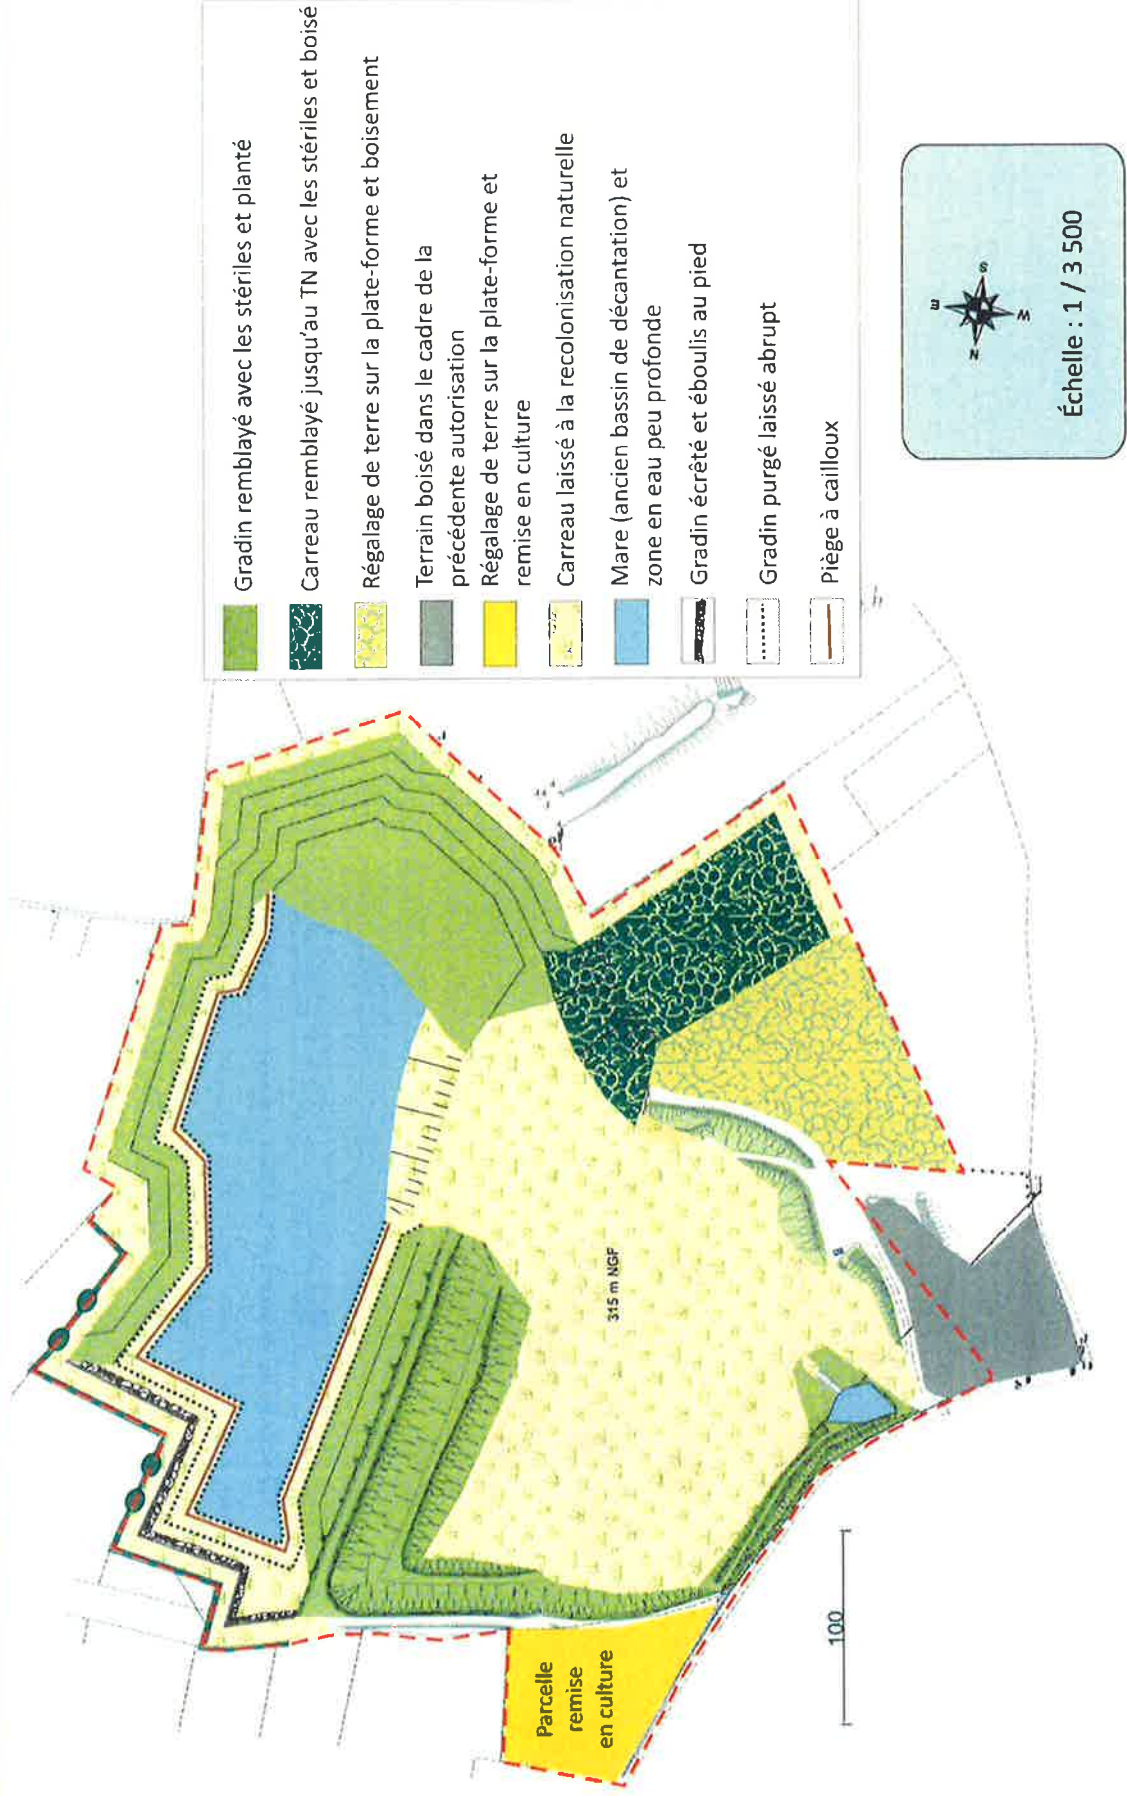 Gradin remblayé avec les stériles et planté
Carreau remblayé jusqu'au TN avec les stériles et boisé
Régalage de terre sur la plate-forme et boisement
Terrain boisé dans le cadre de la
précédente autorisation
Régalage de terre sur la plate-forme et
remise en culture
Carreau laissé à la recolonisation naturelle
Mare (ancien bassin de décantation) et
zone en eau peu profonde
Gradin écrêté et éboulis au pied
Gradin purgé laissé abrupt
Piège à cailloux
N
E
S
W
Échelle : 1 / 3 500
315 m NGF
Parcelle
remise
en culture
100